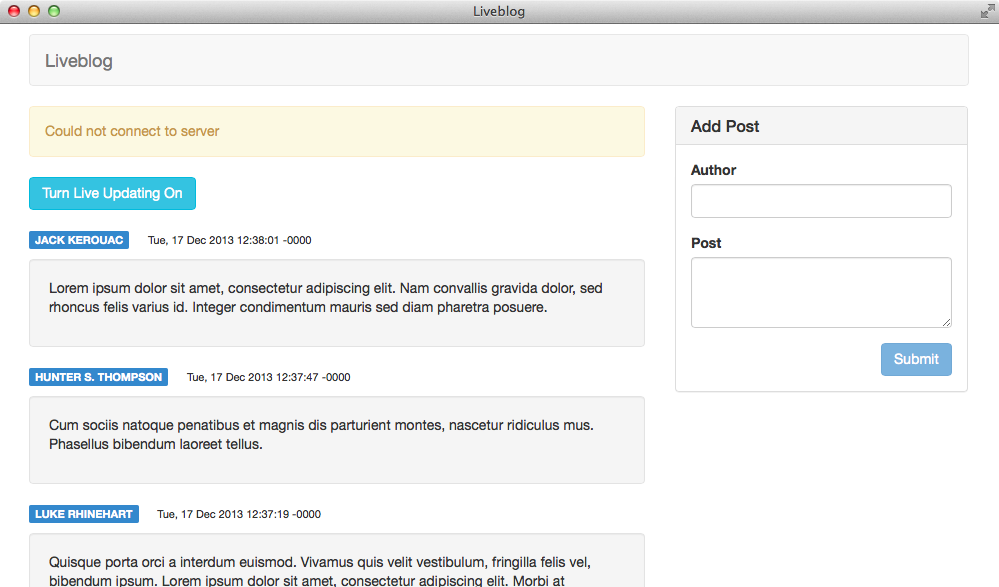 Liveblog
Liveblog
Could not connect to server
Turn Live Updating On
JACK KEROUAC Tue, 17 Dec 2013 12:38:01 -0000
Lorem ipsum dolor sit amet, consectetur adipiscing elit. Nam convallis gravida dolor, sed
rhoncus felis varius id. Integer condimentum mauris sed diam pharetra posuere.
HUNTER S. THOMPSON Tue, 17 Dec 2013 12:37:47 -0000
Cum sociis natoque penatibus et magnis dis parturient montes, nascetur ridiculus mus.
Phasellus bibendum laoreet tellus.
LUKE RHINEHART Tue, 17 Dec 2013 12:37:19 -0000
Quisque porta orci a interdum euismod. Vivamus quis velit vestibulum, fringilla felis vel,
bibendum ipsum. Lorem ipsum dolor sit amet, consectetur adipiscing elit. Morbi at
Add Post
Author
Post
Submit